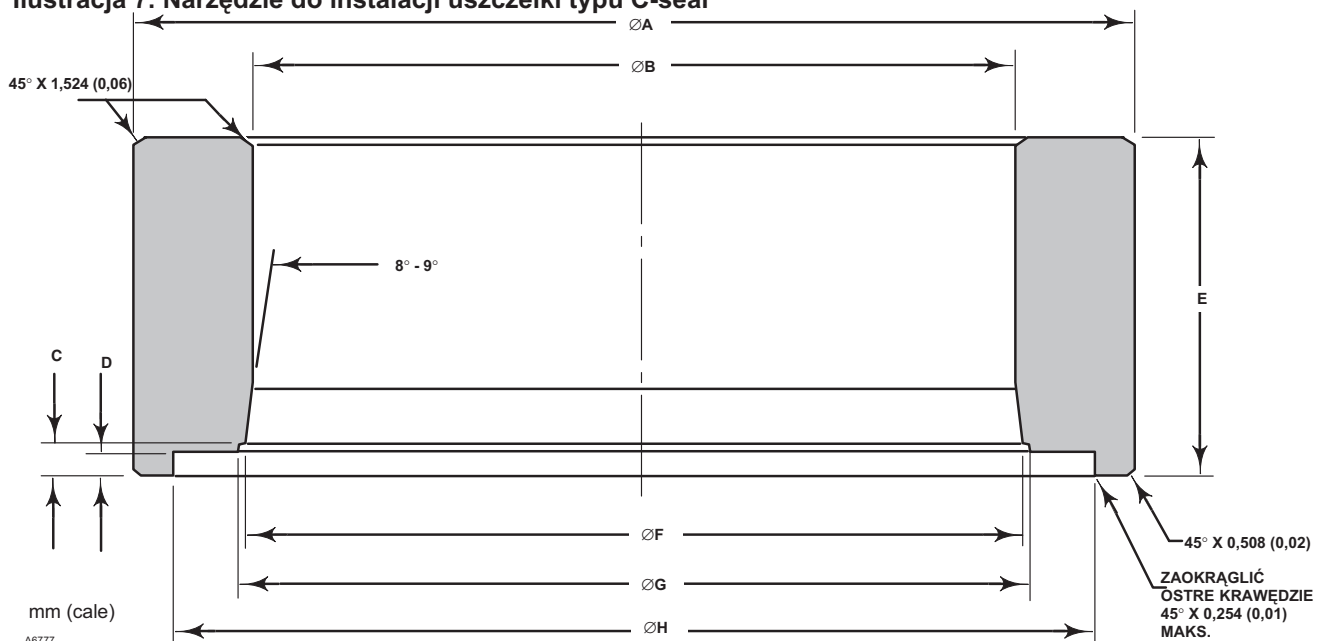 Ilustracja 7. Narzędzie do instalacji uszczelki typu C-seal
∅A
∅B
45° X 1,524 (0,06)
8° - 9°
E
C
D
∅F
45° X 0,508 (0,02)
∅G
ZAOKRĄGLIĆ
OSTRE KRAWĘDZIE
45° X 0,254 (0,01)
MAKS.
mm (cale)
∅H
A6777